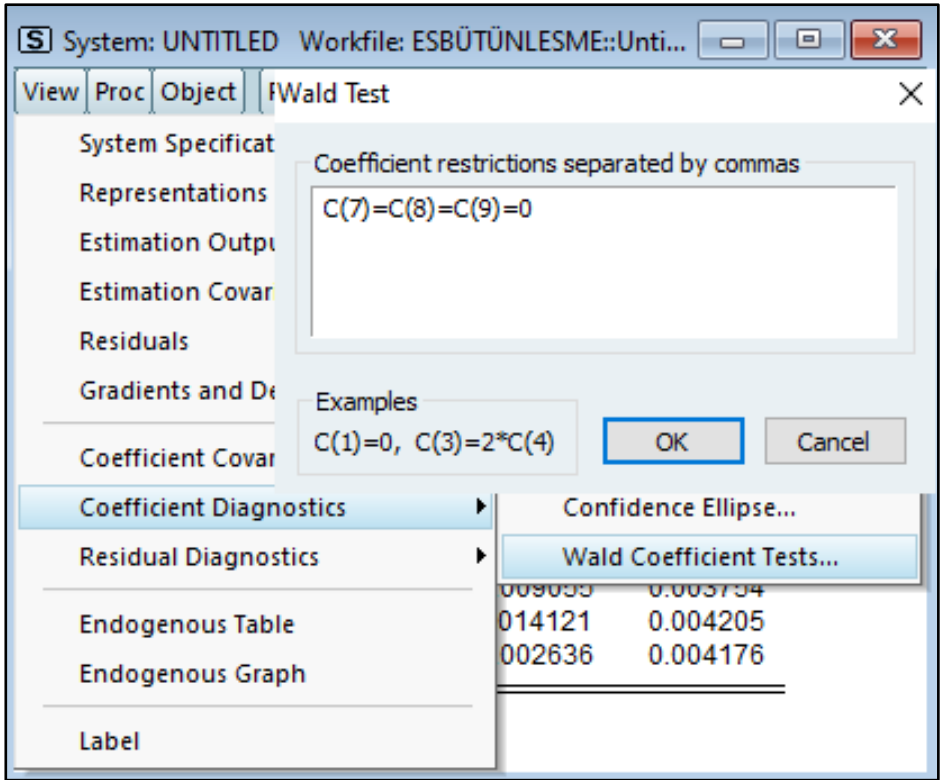 S System: UNTITLED Workfile: ESBÜTÜNLESME::Unti...
View Proc Object
Wald Test
System Specificat
Representations
Estimation Outpu
Estimation Covar
Residuals
Gradients and De
Coefficient Covar
Coefficient Diagnostics
Residual Diagnostics
Endogenous Table
Endogenous Graph
Label
Coefficient restrictions separated by commas
C(7)=C(8)=C(9)=0
Examples
C(1)=0, C(3)=2*C(4)
OK Cancel
Confidence Ellipse...
Wald Coefficient Tests...
009055 0.003754
014121 0.004205
002636 0.004176